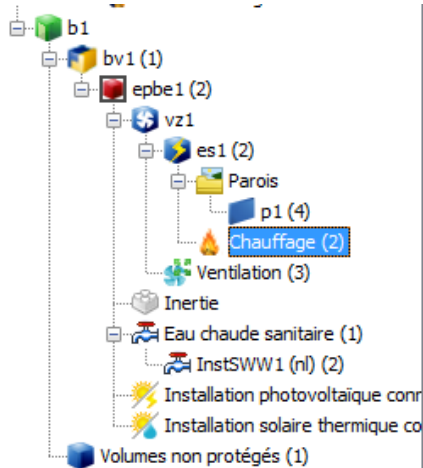 b1
bv1 (1)
epbe1 (2)
vz1
es1 (2)
Parois
p1 (4)
Chauffage (2)
Ventilation (3)
Inertie
Eau chaude sanitaire (1)
InstSWW1 (nl) (2)
Installation photovoltaïque conr
Installation solaire thermique co
Volumes non protégés (1)